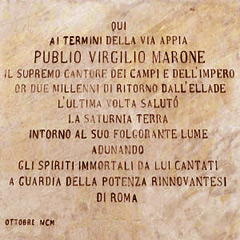 QUI
AI TERMINI DELLA VIA APPIA
PUBLIO VIRGILIO MARONE
IL SUPREMO CANTORE DEI CAMPI E DELL'IMPERO
OR DUE MILLENNI DI RITORNO DALL'ELLADE
L'ULTIMA VOLTA SALUTÓ
LA SATURNIA TERRA
INTORNO AL SUO FOLGORANTE LUME
ADUNANDO
GLI SPIRITI IMMORTALI DA LUI CANTATI
A GUARDIA DELLA POTENZA RINNOVANTESI
DI ROMA
OTTOBRE NCM